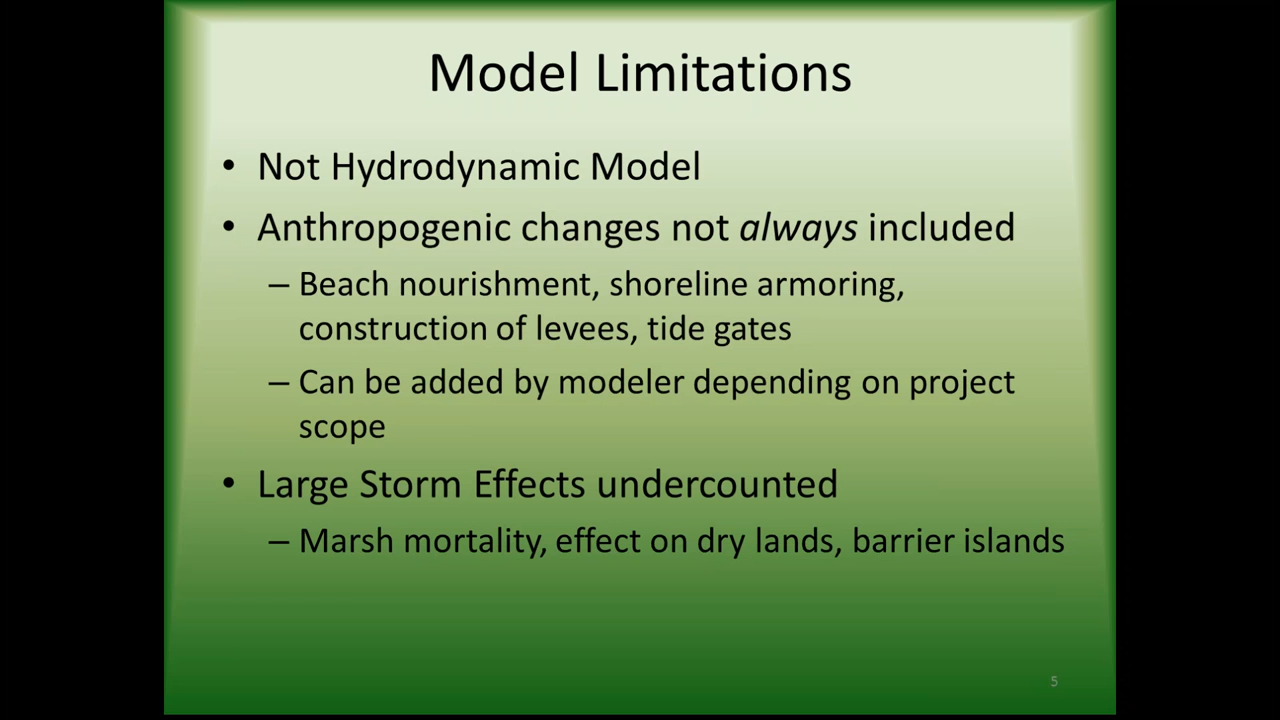 Model Limitations
• Not Hydrodynamic Model
• Anthropogenic changes not always included
– Beach nourishment, shoreline armoring,
construction of levees, tide gates
– Can be added by modeler depending on project
scope
• Large Storm Effects undercounted
– Marsh mortality, effect on dry lands, barrier islands
5